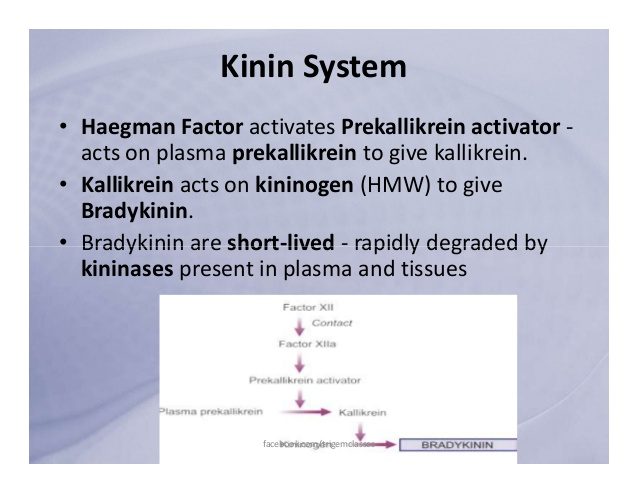 Kinin System
• Haegman Factor activates Prekallikrein activator -
acts on plasma prekallikrein to give kallikrein.
• Kallikrein acts on kininogen (HMW) to give
Bradykinin.
• Bradykinin are short-lived - rapidly degraded by
kininases present in plasma and tissues
Factor XII
Contact
Factor XIIa
Prekallikrein activator
Plasma prekallikrein
Kallikrein
BRADYKININ